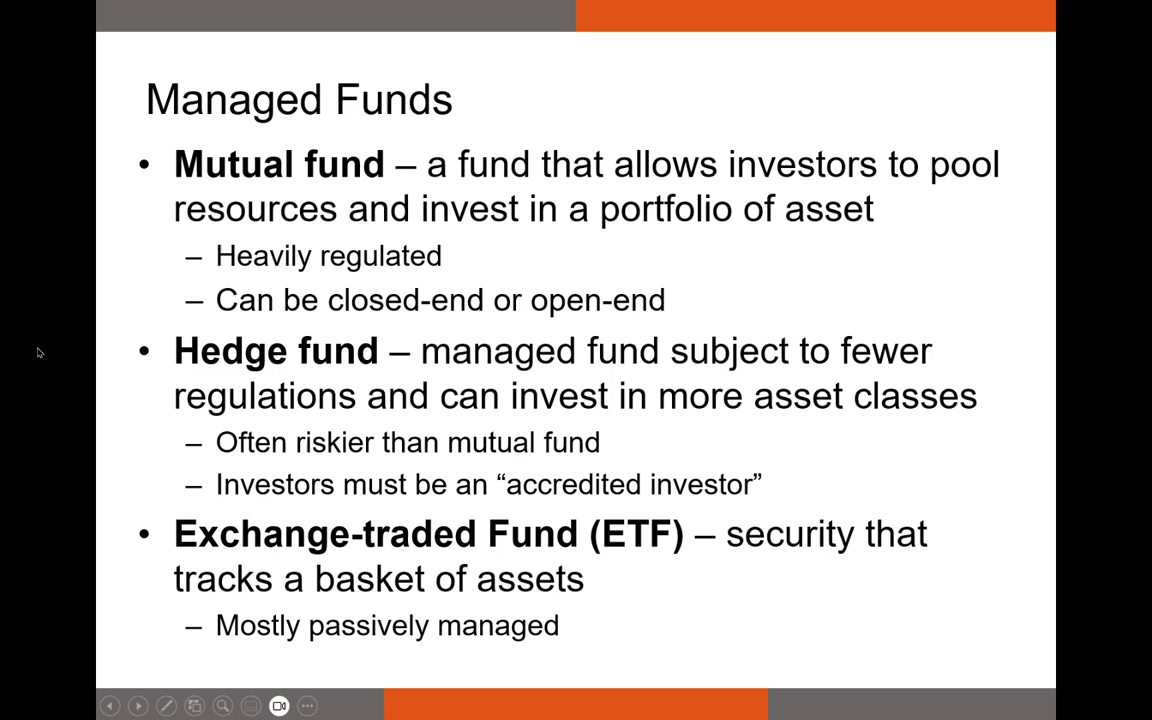 Managed Funds
• Mutual fund – a fund that allows investors to pool
resources and invest in a portfolio of asset
– Heavily regulated
– Can be closed-end or open-end
• Hedge fund – managed fund subject to fewer
regulations and can invest in more asset classes
– Often riskier than mutual fund
– Investors must be an “accredited investor”
• Exchange-traded Fund (ETF) – security that
tracks a basket of assets
– Mostly passively managed